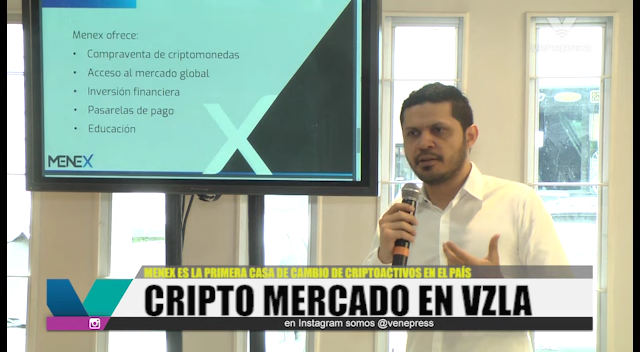 Menex ofrece:
• Compraventa de criptomonedas
• Acceso al mercado global
• Inversión financiera
• Pasarelas de pago
• Educación
X
MENEX
Venepress
MENEX ES LA PRIMERA CASA DE CAMBIO DE CRIPTOACTIVOS EN EL PAÍS
CRIPTO MERCADO EN VZLA
en Instagram somos @venepress